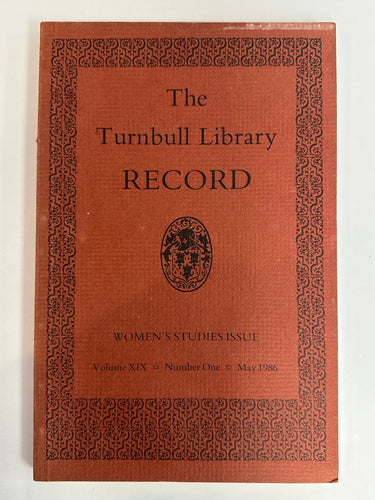 The
Turnbull Library
RECORD
WOMEN'S STUDIES ISSUE
Volume XIX ☆ Number One ☆ May 1986